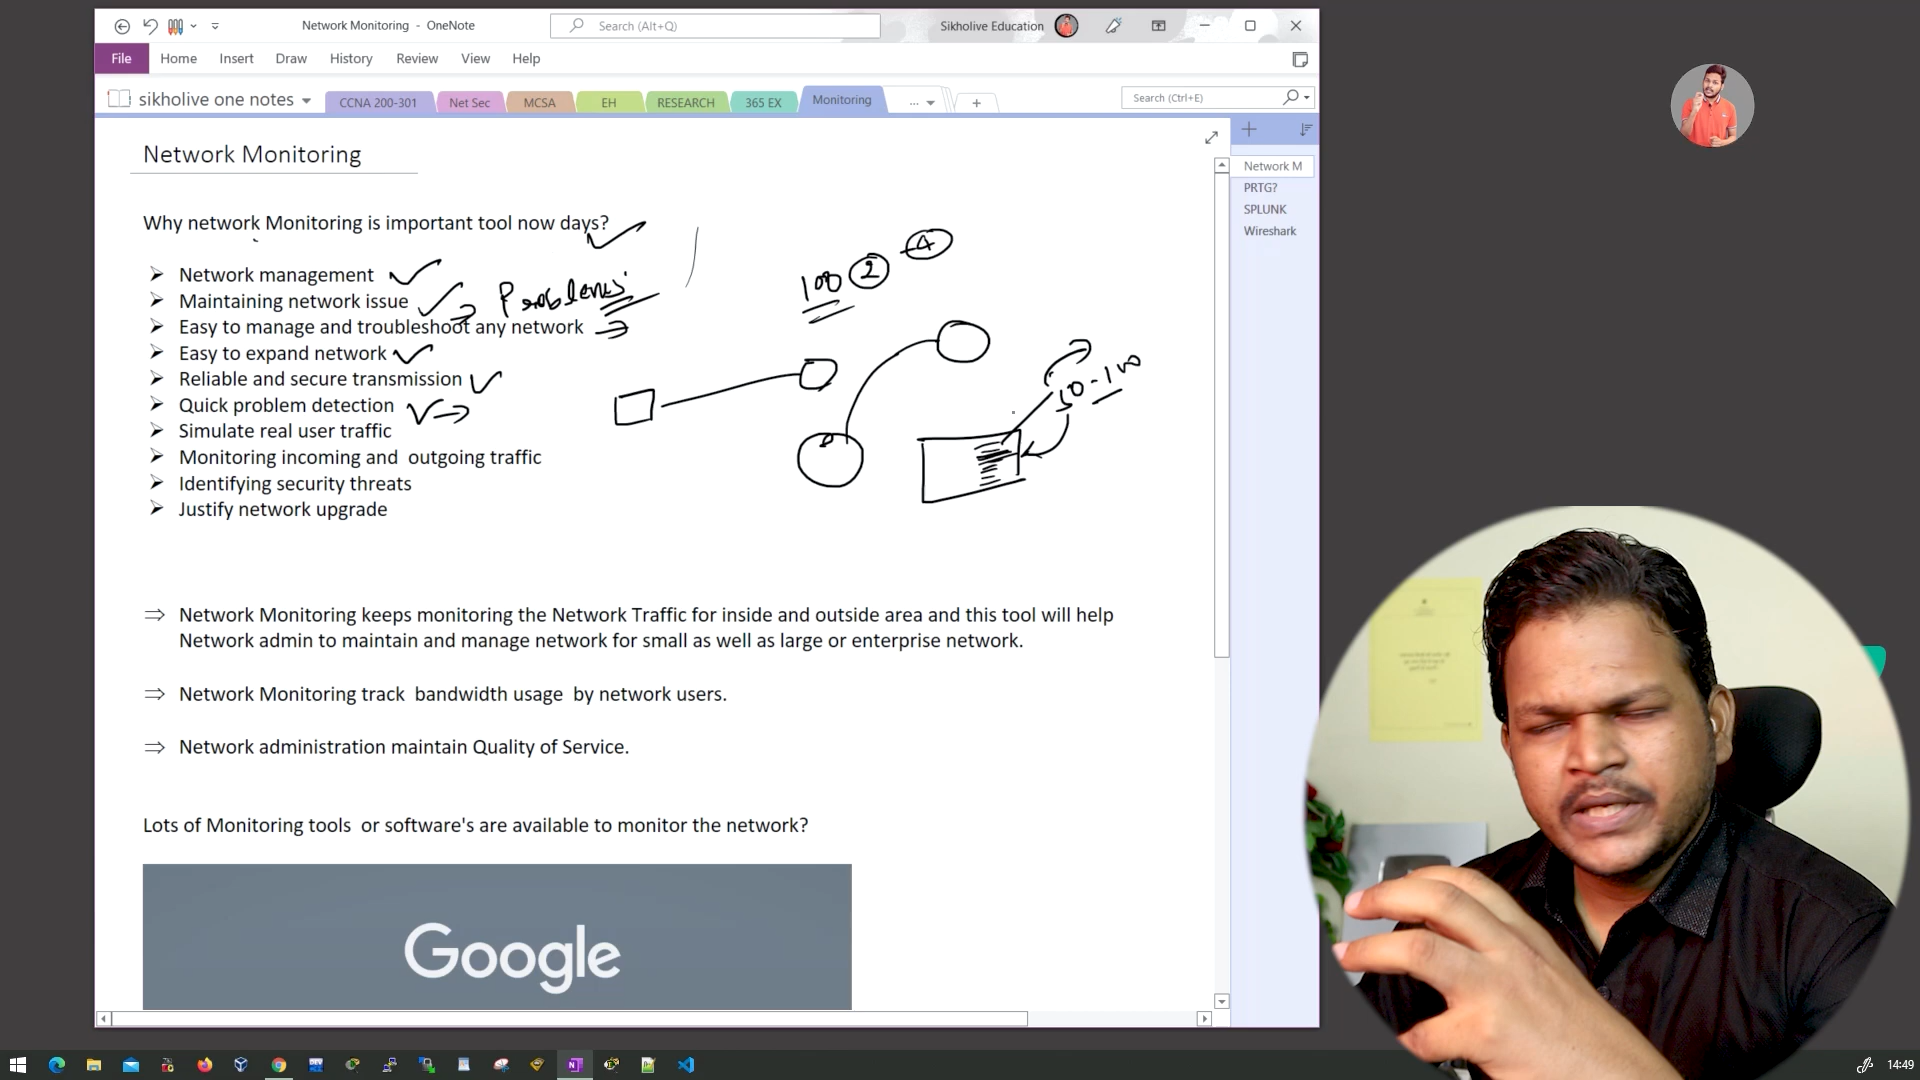 Network Monitoring - OneNote
Search (Alt+Q)
Sikholive Education
File Home Insert Draw History Review View Help
sikholive one notes
CCNA 200-301 Net Sec MCSA EH RESEARCH 365 EX Monitoring ... +
Search (Ctrl+E)
Network M
PRTG?
SPLUNK
Wireshark
Network Monitoring
Why network Monitoring is important tool now days?
Network management
Maintaining network issue
Problems
Easy to manage and troubleshoot any network
Easy to expand network
Reliable and secure transmission
Quick problem detection
Simulate real user traffic
Monitoring incoming and outgoing traffic
Identifying security threats
Justify network upgrade
100 2 4
50-100
Network Monitoring keeps monitoring the Network Traffic for inside and outside area and this tool will help
Network admin to maintain and manage network for small as well as large or enterprise network.
Network Monitoring track bandwidth usage by network users.
Network administration maintain Quality of Service.
Lots of Monitoring tools or software's are available to monitor the network?
Google
14:49